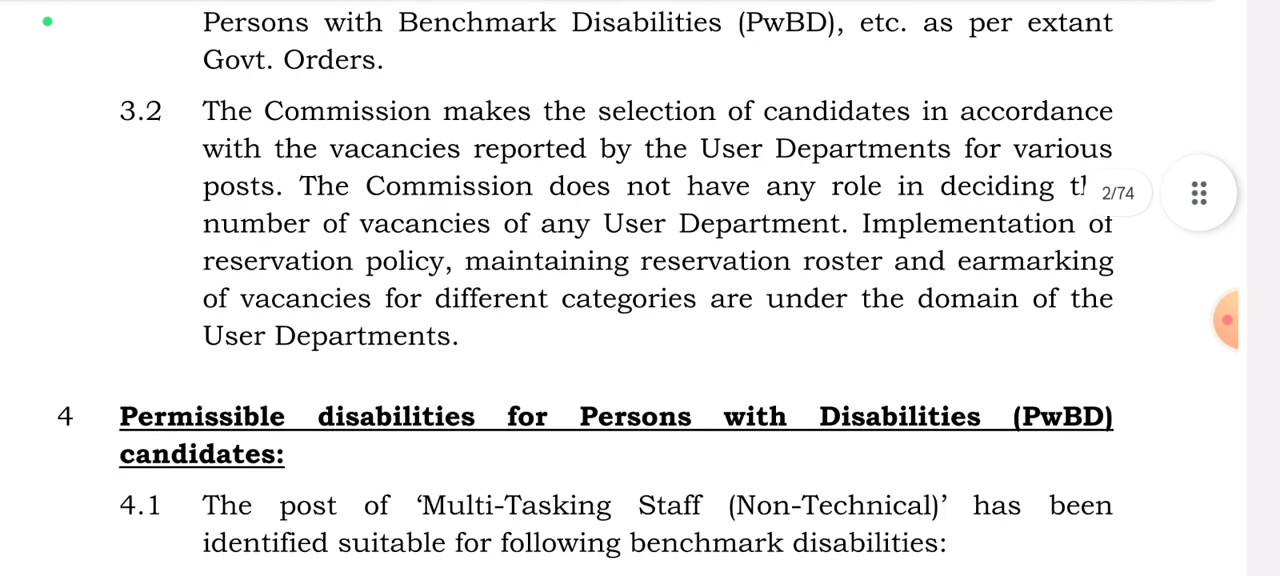 Persons with Benchmark Disabilities (PwBD), etc. as per extant
Govt. Orders.
3.2 The Commission makes the selection of candidates in accordance
with the vacancies reported by the User Departments for various
posts. The Commission does not have any role in deciding
2/74
number of vacancies of any User Department. Implementation of
reservation policy, maintaining reservation roster and earmarking
of vacancies for different categories are under the domain of the
User Departments.
4 Permissible disabilities for Persons with Disabilities (PwBD)
candidates:
4.1 The post of ‘Multi-Tasking Staff (Non-Technical)’ has been
identified suitable for following benchmark disabilities: